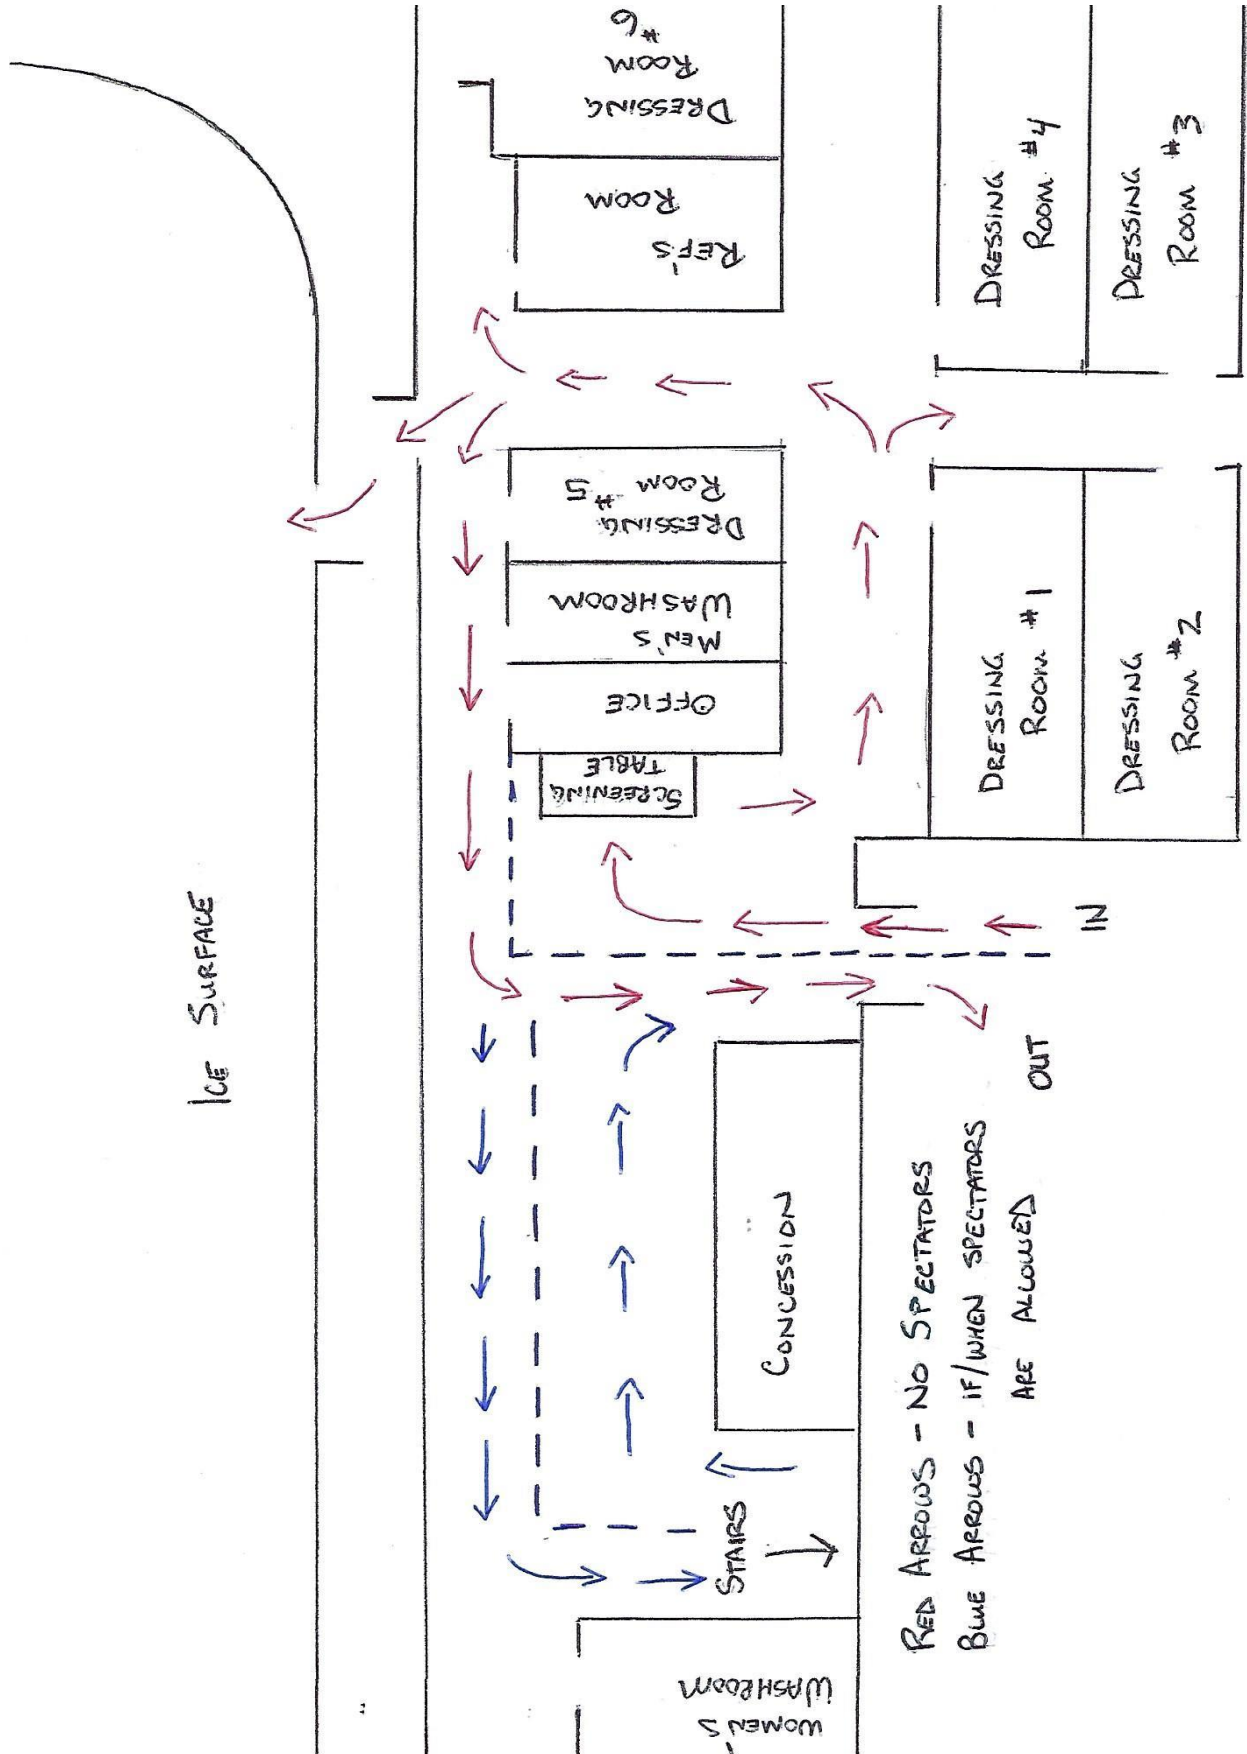 ICE SURFACE
DRESSING
ROOM
#6
REF'S
ROOM
DRESSING
ROOM #4
DRESSING
ROOM #3
DRESSING
ROOM #5
MEN'S
WASHROOM
OFFICE
SCREENING
TABLE
DRESSING
ROOM #1
DRESSING
ROOM #2
IN
OUT
CONCESSION
STAIRS
WOMEN'S
WASHROOM
RED ARROWS - NO SPECTATORS
BLUE ARROWS - IF/WHEN SPECTATORS
ARE ALLOWED